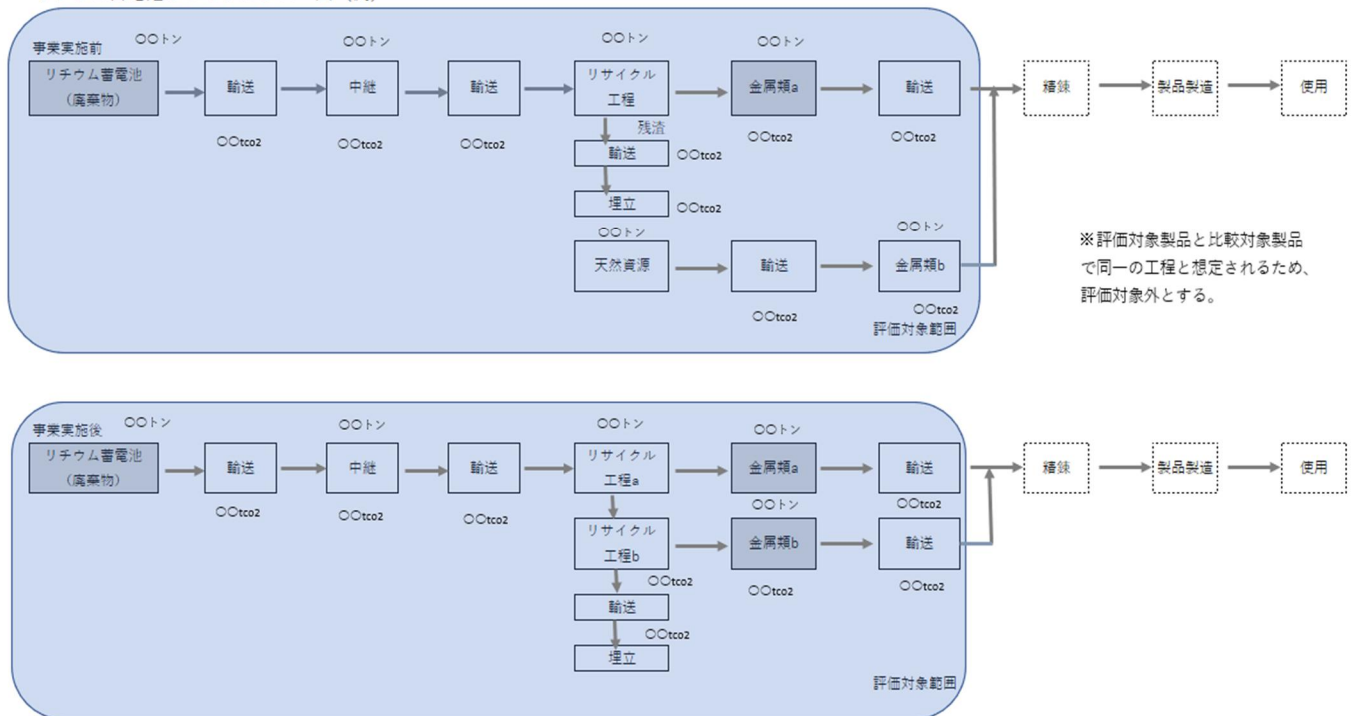 事業実施前
〇〇トン
〇〇トン
〇〇トン
〇〇トン
リチウム蓄電池
(廃棄物)
輸送
中継
輸送
リサイクル
工程
金属類a
輸送
精錬
製品製造
使用
〇〇tco2
〇〇tco2
〇〇tco2
残渣
〇〇tco2
〇〇tco2
輸送
〇〇tco2
埋立
〇〇tco2
〇〇トン
〇〇トン
天然資源
輸送
金属類b
〇〇tco2
〇〇tco2
評価対象範囲
※評価対象製品と比較対象製品
で同一の工程と想定されるため、
評価対象外とする。
事業実施後
〇〇トン
〇〇トン
〇〇トン
〇〇トン
リチウム蓄電池
(廃棄物)
輸送
中継
輸送
リサイクル
工程a
金属類a
輸送
精錬
製品製造
使用
〇〇tco2
〇〇tco2
〇〇tco2
〇〇トン
〇〇tco2
リサイクル
工程b
金属類b
輸送
〇〇tco2
〇〇tco2
〇〇tco2
輸送
〇〇tco2
埋立
評価対象範囲